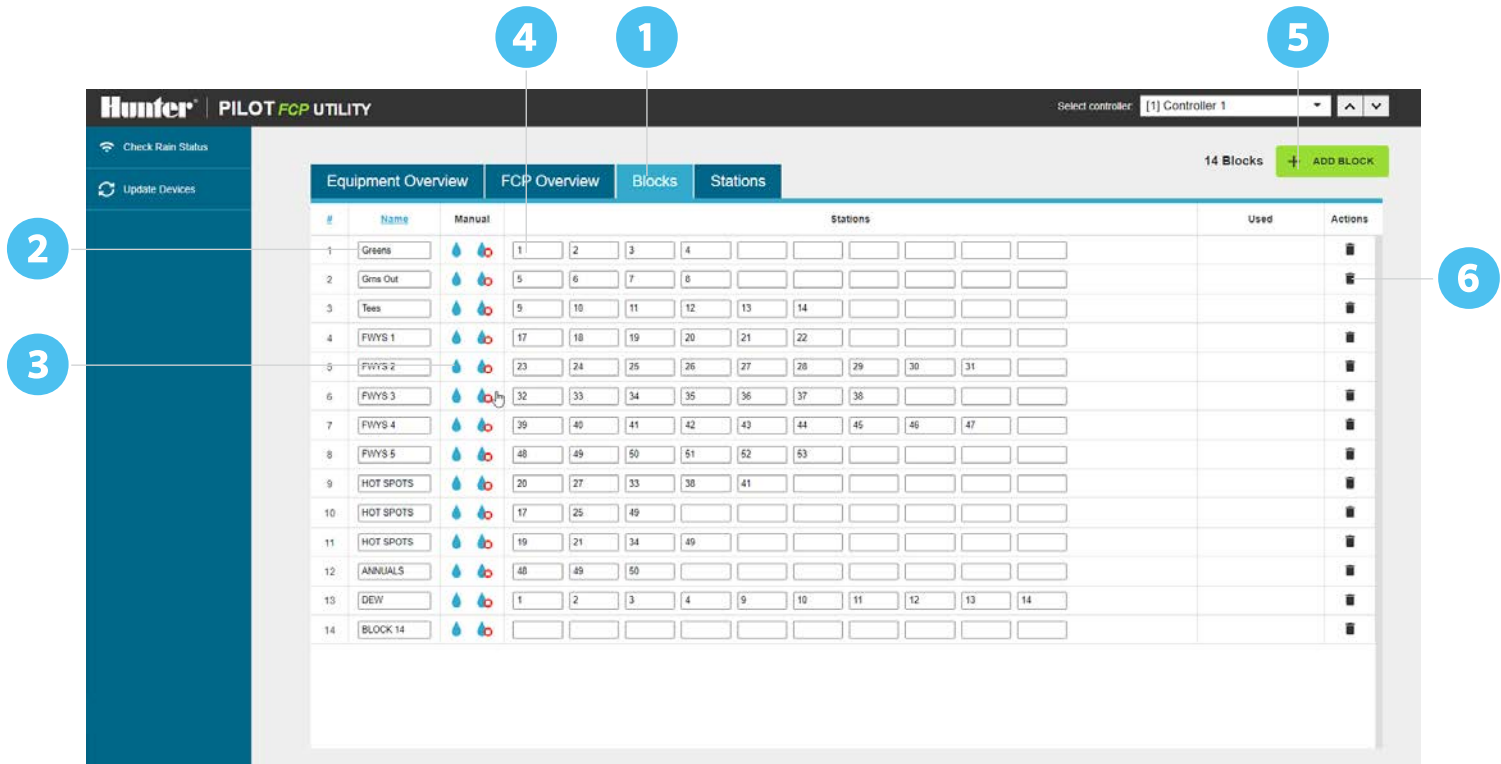 4 1 5
Hunter® PILOT FCP UTILITY Select controller: [1] Controller 1
Check Rain Status
14 Blocks + ADD BLOCK
Update Devices
Equipment Overview FCP Overview Blocks Stations
# Name Manual Stations Used Actions
2
1 Greens 1 2 3 4
2 Grns Out 5 6 7 8
6
3 Tees 9 10 11 12 13 14
4 FWYS 1 17 18 19 20 21 22
3
5 FWYS 2 23 24 25 26 27 28 29 30 31
6 FWYS 3 32 33 34 35 36 37 38
7 FWYS 4 39 40 41 42 43 44 45 46 47
8 FWYS 5 48 49 50 51 52 53
9 HOT SPOTS 20 27 33 38 41
10 HOT SPOTS 17 25 49
11 HOT SPOTS 19 21 34 49
12 ANNUALS 48 49 50
13 DEW 1 2 3 4 9 10 11 12 13 14
14 BLOCK 14